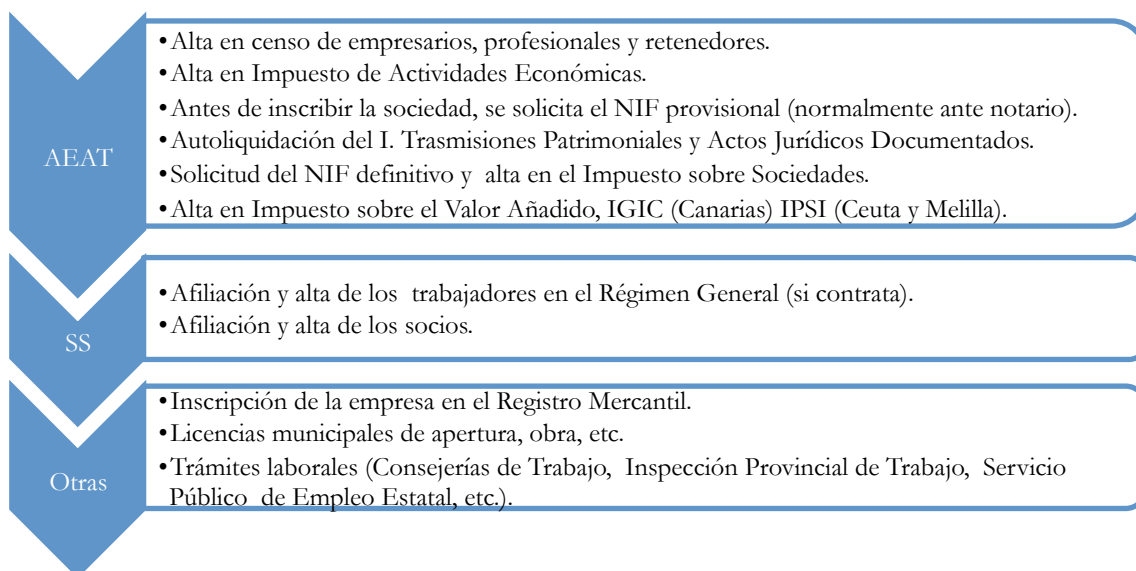 AEAT
•Alta en censo de empresarios, profesionales y retenedores.
•Alta en Impuesto de Actividades Económicas.
•Antes de inscribir la sociedad, se solicita el NIF provisional (normalmente ante notario).
•Autoliquidación del I. Trasmisiones Patrimoniales y Actos Jurídicos Documentados.
•Solicitud del NIF definitivo y alta en el Impuesto sobre Sociedades.
•Alta en Impuesto sobre el Valor Añadido, IGIC (Canarias) IPSI (Ceuta y Melilla).
SS
•Afiliación y alta de los trabajadores en el Régimen General (si contrata).
•Afiliación y alta de los socios.
Otras
•Inscripción de la empresa en el Registro Mercantil.
•Licencias municipales de apertura, obra, etc.
•Trámites laborales (Consejerías de Trabajo, Inspección Provincial de Trabajo, Servicio
Público de Empleo Estatal, etc.).